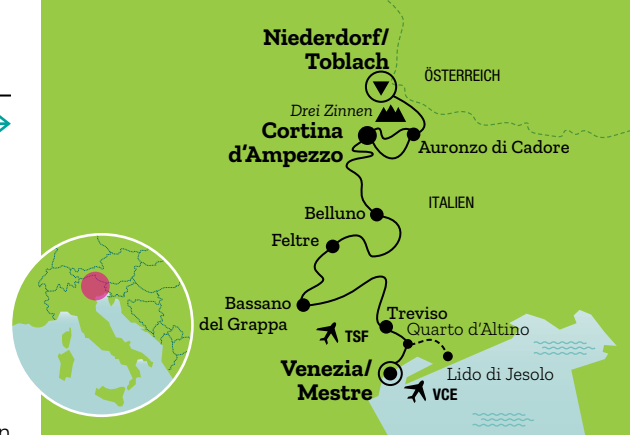 Niederdorf/
Toblach
ÖSTERREICH
Drei Zinnen
Cortina
d'Ampezzo
Auronzo di Cadore
ITALIEN
Belluno
Feltre
Bassano
del Grappa
Treviso
TSF
Quarto d'Altino
Venezia/
Mestre
Lido di Jesolo
VCE